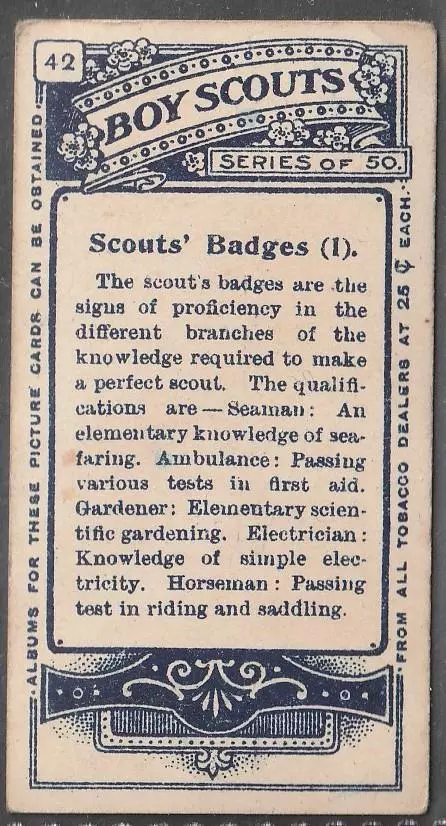 42
BOY SCOUTS
SERIES OF 50.
Scouts' Badges (1).
The scout's badges are the
signs of proficiency in the
different branches of the
knowledge required to make
a perfect scout. The qualifi-
cations are — Seaman: An
elementary knowledge of sea-
faring. Ambulance: Passing
various tests in first aid.
Gardener: Elementary scien-
tific gardening. Electrician:
Knowledge of simple elec-
tricity. Horseman: Passing
test in riding and saddling.
·ALBUMS FOR THESE PICTURE CARDS CAN BE OBTAINED·
·FROM ALL TOBACCO DEALERS AT 25 ¢ EACH.·